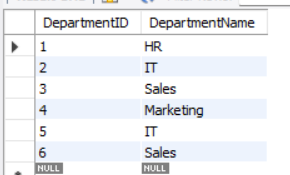 DepartmentID DepartmentName
1 HR
2 IT
3 Sales
4 Marketing
5 IT
6 Sales
NULL NULL